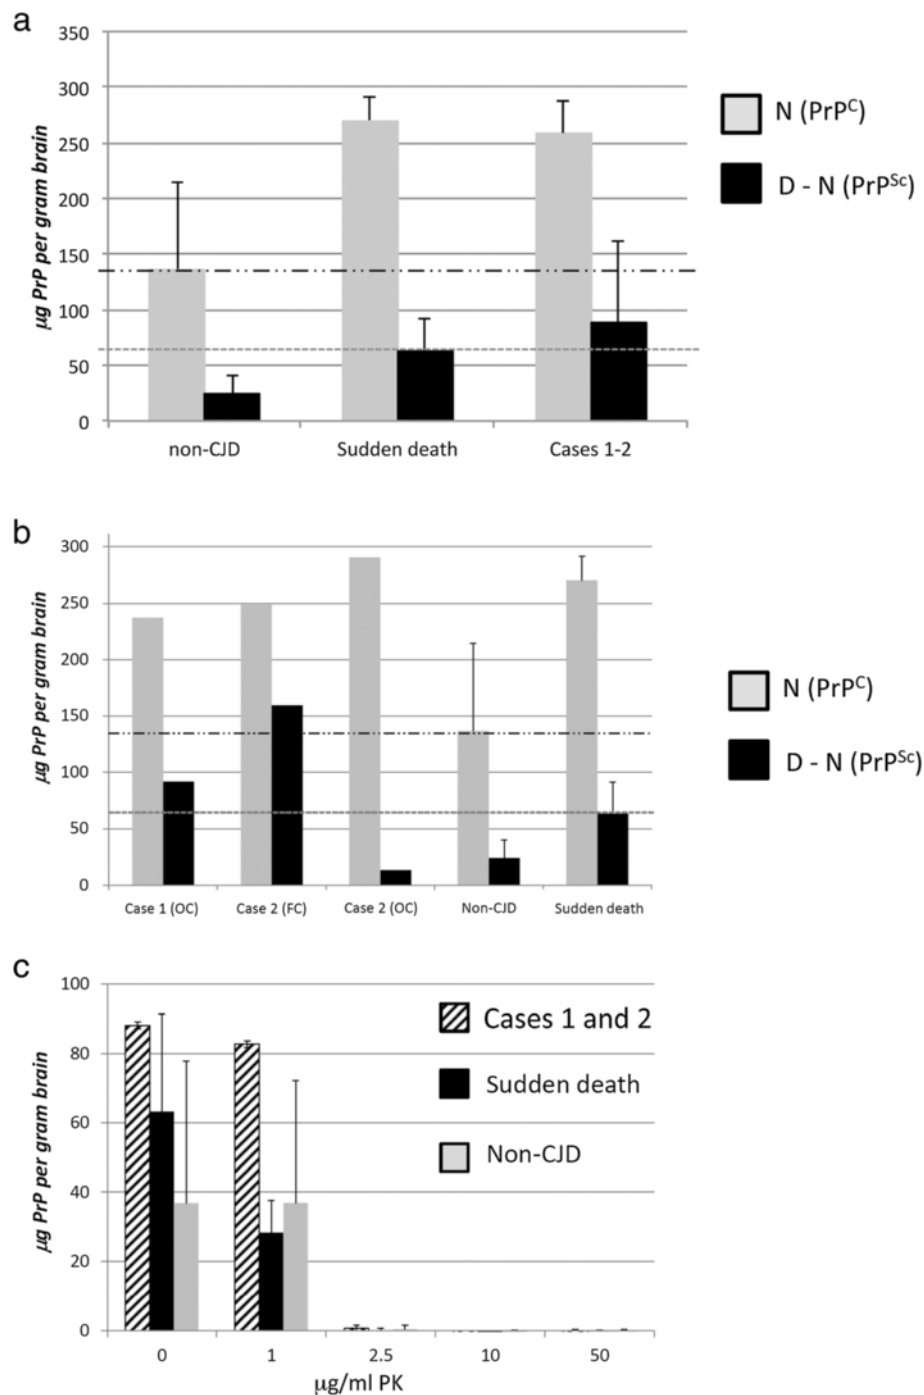 a
350
300
250
200
150
100
50
0
μg PrP per gram brain
non-CJD
Sudden death
Cases 1-2
N (PrPᶜ)
D - N (PrPˢᶜ)
b
300
250
200
150
100
50
0
μg PrP per gram brain
Case 1 (OC)
Case 2 (FC)
Case 2 (OC)
Non-CJD
Sudden death
N (PrPᶜ)
D - N (PrPˢᶜ)
c
100
80
60
40
20
0
μg PrP per gram brain
Cases 1 and 2
Sudden death
Non-CJD
0
1
2.5
10
50
μg/ml PK